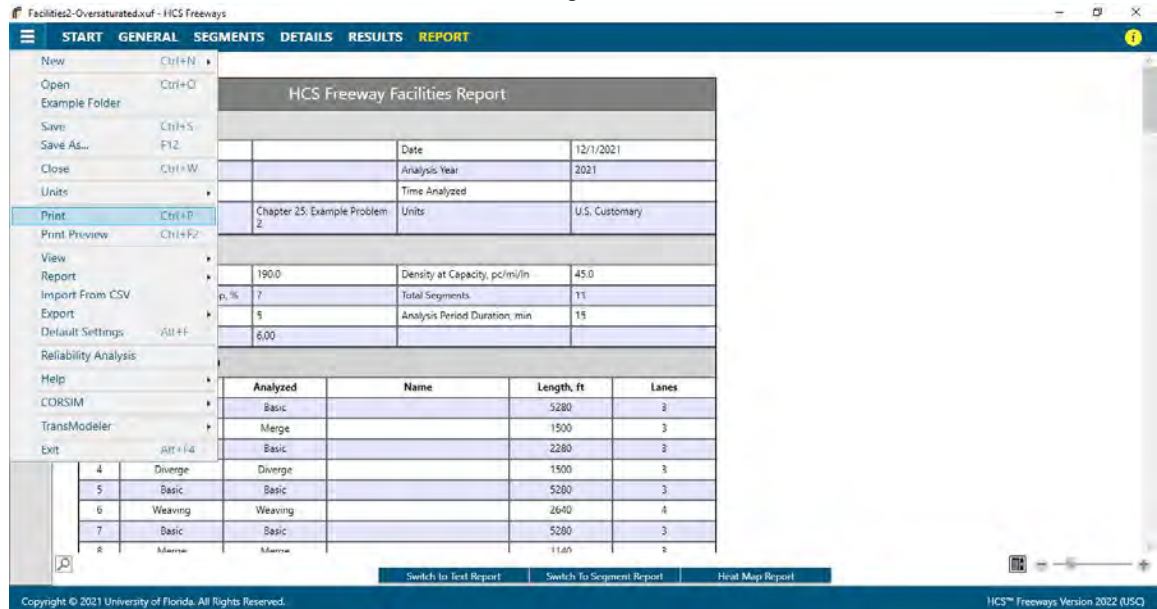 Facilities2-Oversaturated.xuf - HCS Freeways
START GENERAL SEGMENTS DETAILS RESULTS REPORT
New Ctrl+N
Open Ctrl+O
Example Folder
Save Ctrl+S
Save As... F12
Close Ctrl+W
Units
Print Ctrl+P
Print Preview Ctrl+F2
View
Report
Import From CSV
Export
Default Settings Alt+F
Reliability Analysis
Help
CORSIM
TransModeler
Exit Alt+F4
HCS Freeway Facilities Report
Date 12/1/2021
Analysis Year 2021
Time Analyzed
Chapter 25: Example Problem 2 Units U.S. Customary
190.0 Density at Capacity, pc/mi/ln 45.0
p, % 7 Total Segments 11
5 Analysis Period Duration, min 15
6.00
Analyzed Name Length, ft Lanes
Basic 5280 3
Merge 1500 3
Basic 2280 3
4 Diverge Diverge 1500 3
5 Basic Basic 5280 3
6 Weaving Weaving 2640 4
7 Basic Basic 5280 3
8 Merge Merge 1140 3
Switch to Text Report Switch To Segment Report Heat Map Report
Copyright © 2021 University of Florida. All Rights Reserved. HCS™ Freeways Version 2022 (USC)